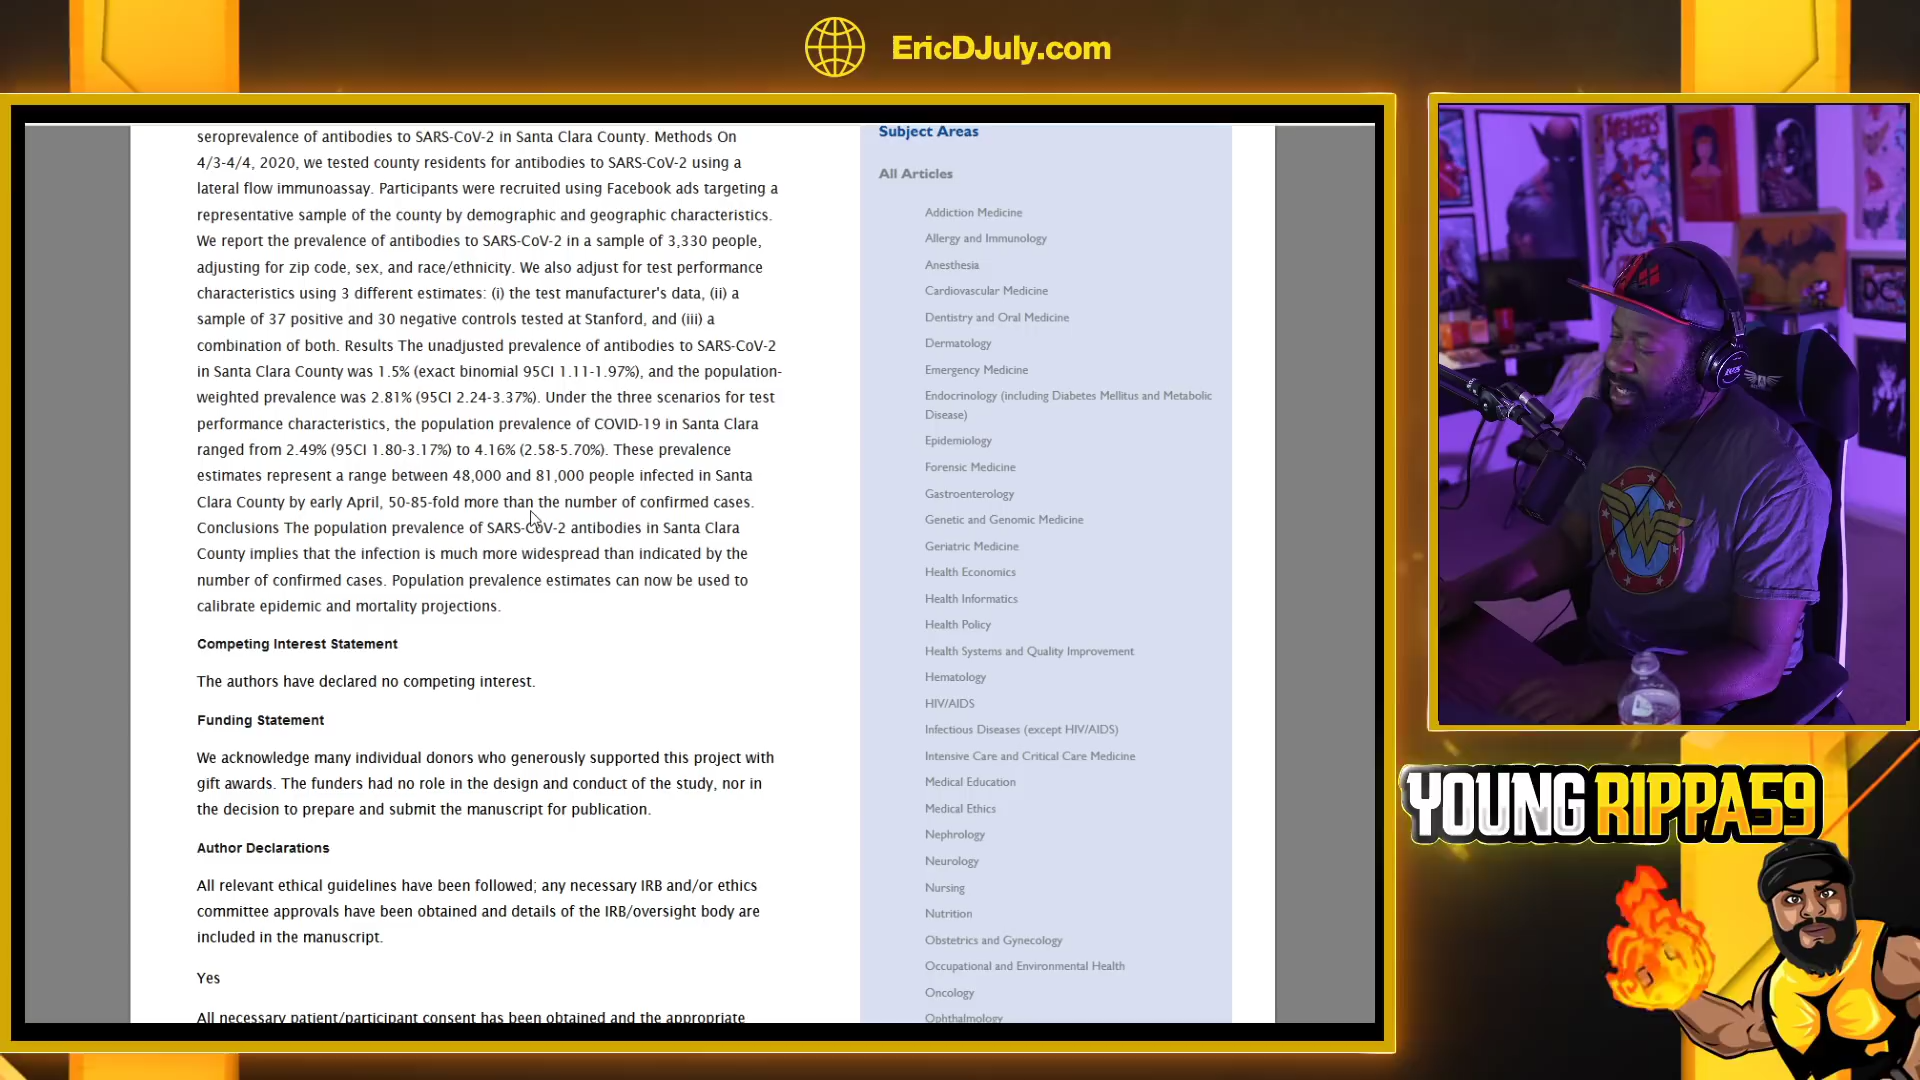 EricDJuly.com
seroprevalence of antibodies to SARS-CoV-2 in Santa Clara County. Methods On
4/3-4/4, 2020, we tested county residents for antibodies to SARS-CoV-2 using a
lateral flow immunoassay. Participants were recruited using Facebook ads targeting a
representative sample of the county by demographic and geographic characteristics.
We report the prevalence of antibodies to SARS-CoV-2 in a sample of 3,330 people,
adjusting for zip code, sex, and race/ethnicity. We also adjust for test performance
characteristics using 3 different estimates: (i) the test manufacturer's data, (ii) a
sample of 37 positive and 30 negative controls tested at Stanford, and (iii) a
combination of both. Results The unadjusted prevalence of antibodies to SARS-CoV-2
in Santa Clara County was 1.5% (exact binomial 95CI 1.11-1.97%), and the population-
weighted prevalence was 2.81% (95CI 2.24-3.37%). Under the three scenarios for test
performance characteristics, the population prevalence of COVID-19 in Santa Clara
ranged from 2.49% (95CI 1.80-3.17%) to 4.16% (2.58-5.70%). These prevalence
estimates represent a range between 48,000 and 81,000 people infected in Santa
Clara County by early April, 50-85-fold more than the number of confirmed cases.
Conclusions The population prevalence of SARS-CoV-2 antibodies in Santa Clara
County implies that the infection is much more widespread than indicated by the
number of confirmed cases. Population prevalence estimates can now be used to
calibrate epidemic and mortality projections.
Competing Interest Statement
The authors have declared no competing interest.
Funding Statement
We acknowledge many individual donors who generously supported this project with
gift awards. The funders had no role in the design and conduct of the study, nor in
the decision to prepare and submit the manuscript for publication.
Author Declarations
All relevant ethical guidelines have been followed; any necessary IRB and/or ethics
committee approvals have been obtained and details of the IRB/oversight body are
included in the manuscript.
Yes
All necessary patient/participant consent has been obtained and the appropriate
Subject Areas
All Articles
Addiction Medicine
Allergy and Immunology
Anesthesia
Cardiovascular Medicine
Dentistry and Oral Medicine
Dermatology
Emergency Medicine
Endocrinology (including Diabetes Mellitus and Metabolic
Disease)
Epidemiology
Forensic Medicine
Gastroenterology
Genetic and Genomic Medicine
Geriatric Medicine
Health Economics
Health Informatics
Health Policy
Health Systems and Quality Improvement
Hematology
HIV/AIDS
Infectious Diseases (except HIV/AIDS)
Intensive Care and Critical Care Medicine
Medical Education
Medical Ethics
Nephrology
Neurology
Nursing
Nutrition
Obstetrics and Gynecology
Occupational and Environmental Health
Oncology
Ophthalmology
YOUNG RIPPA59